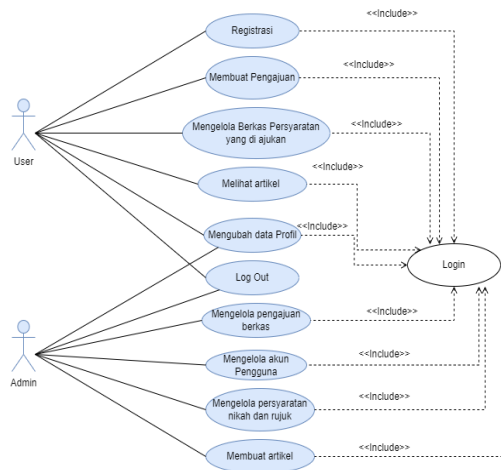 Registrasi
<<Include>>
Membuat Pengajuan
<<Include>>
User
Mengelola Berkas Persyaratan
yang di ajukan
<<Include>>
Melihat artikel
<<Include>>
Mengubah data Profil
<<Include>>
Log Out
Login
Admin
Mengelola pengajuan
berkas
<<Include>>
Mengelola akun
Pengguna
<<Include>>
Mengelola persyaratan
nikah dan rujuk
<<Include>>
Membuat artikel
<<Include>>